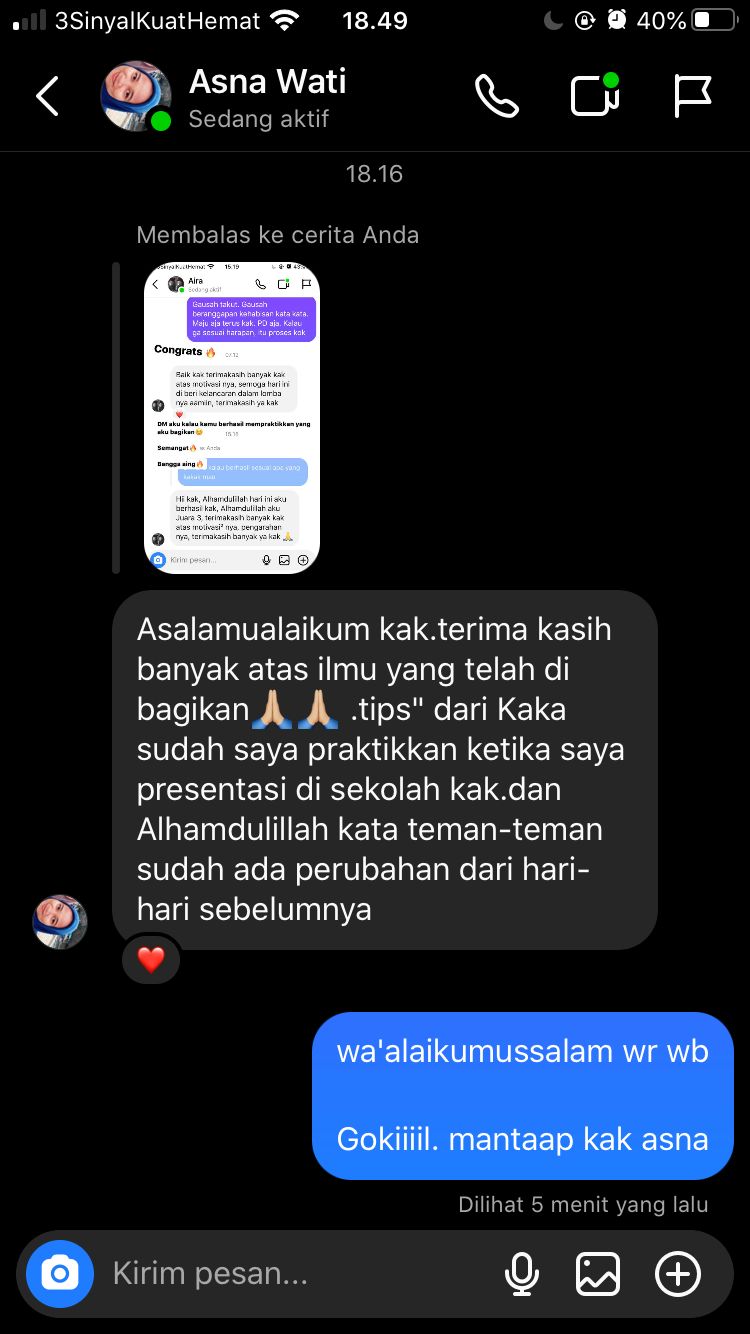 3SinyalKuatHemat 18.49 40%
Asna Wati
Sedang aktif
18.16
Membalas ke cerita Anda
15.19
Aira
Sedang aktif
Gausah takut. Gausah
beranggapan kehabisan kata kata.
Maju aja terus kak. PD aja. Kalau
ga sesuai harapan, itu proses kok
Congrats 🔥
07.12
Baik kak terimakasih banyak kak
atas motivasi nya, semoga hari ini
di beri kelancaran dalam lomba
nya aamiin, terimakasih ya kak
❤️
DM aku kalau kamu berhasil mempraktikkan yang
aku bagikan
15.16
Semangat🔥 Anda
Bangga aing🔥 kalau berhasil sesuai apa yang
kakak
Hii kak, Alhamdulillah hari ini aku
berhasil kak, Alhamdulillah aku
Juara 3, terimakasih banyak kak
atas motivasi² nya, pengarahan
nya, terimakasih banyak ya kak 🙏
Kirim pesan...
Asalamualaikum kak.terima kasih
banyak atas ilmu yang telah di
bagikan🙏🏼🙏🏼 .tips" dari Kaka
sudah saya praktikkan ketika saya
presentasi di sekolah kak.dan
Alhamdulillah kata teman-teman
sudah ada perubahan dari hari-
hari sebelumnya
❤️
wa'alaikumussalam wr wb
Gokiiiil. mantaap kak asna
Dilihat 5 menit yang lalu
Kirim pesan...